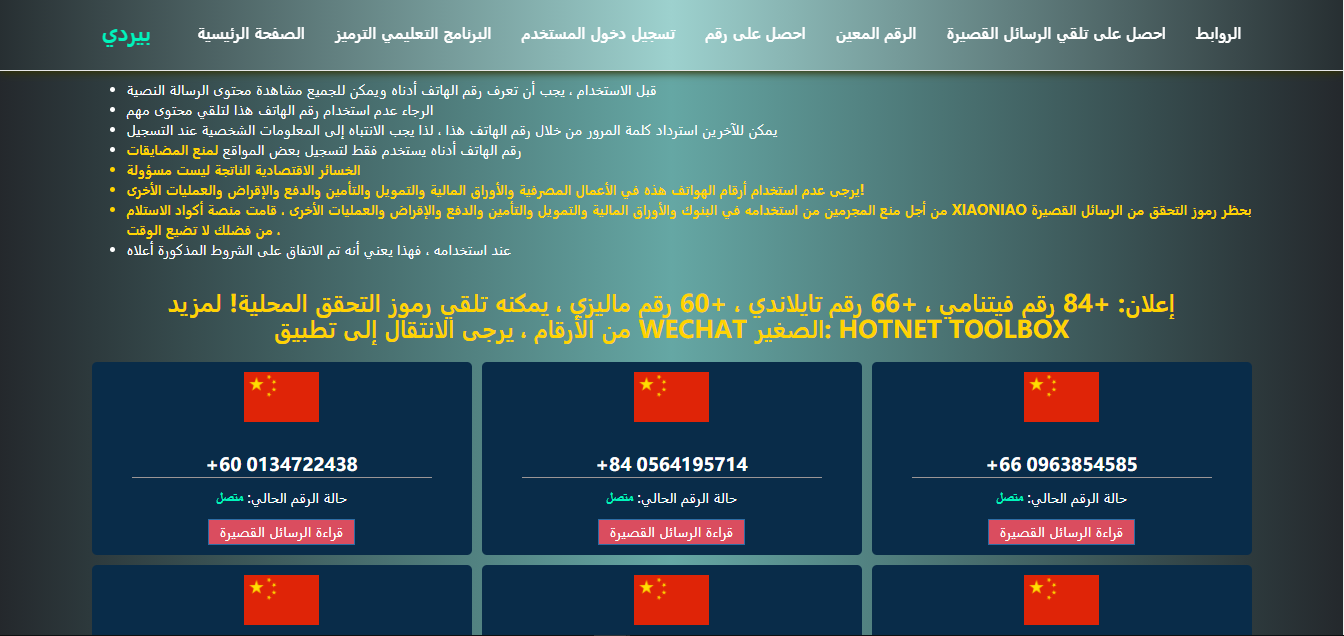 الروابط
احصل على تلقي الرسائل القصيرة
الرقم المعين
احصل على رقم
تسجيل دخول المستخدم
البرنامج التعليمي الترميز
الصفحة الرئيسية
بيردي
قبل الاستخدام ، يجب أن تعرف رقم الهاتف أدناه ويمكن للجميع مشاهدة محتوى الرسالة النصية
الرجاء عدم استخدام رقم الهاتف هذا لتلقي محتوى مهم
يمكن للآخرين استرداد كلمة المرور من خلال رقم الهاتف هذا ، لذا يجب الانتباه إلى المعلومات الشخصية عند التسجيل
رقم الهاتف أدناه يستخدم فقط لتسجيل بعض المواقع لمنع المضايقات
الخسائر الاقتصادية الناتجة ليست مسؤولة
يرجى عدم استخدام أرقام الهواتف هذه في الأعمال المصرفية والأوراق المالية والتمويل والتأمين والدفع والإقراض والعمليات الأخرى!
من أجل منع المجرمين من استخدامه في البنوك والأوراق المالية والتمويل والتأمين والدفع والإقراض والعمليات الأخرى ، قامت منصة أكواد الاستلام XIAONIAO بحظر رموز التحقق من الرسائل القصيرة
، من فضلك لا تضيع الوقت
عند استخدامه ، فهذا يعني أنه تم الاتفاق على الشروط المذكورة أعلاه
إعلان: +84 رقم فيتنامي ، +66 رقم تايلاندي ، +60 رقم ماليزي ، يمكنه تلقي رموز التحقق المحلية! لمزيد
من الأرقام ، يرجى الانتقال إلى تطبيق WECHAT الصغير: HOTNET TOOLBOX
+66 0963854585
حالة الرقم الحالي: متصل
قراءة الرسائل القصيرة
+84 0564195714
حالة الرقم الحالي: متصل
قراءة الرسائل القصيرة
+60 0134722438
حالة الرقم الحالي: متصل
قراءة الرسائل القصيرة